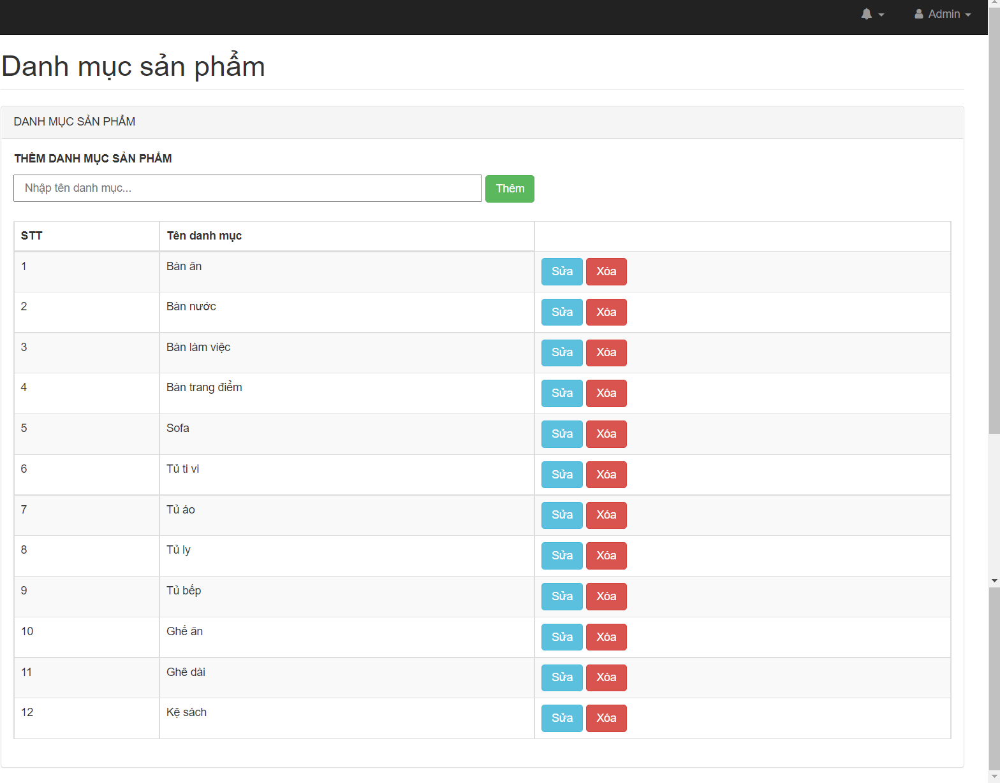 Admin
Danh mục sản phẩm
DANH MỤC SẢN PHẨM
THÊM DANH MỤC SẢN PHẨM
Nhập tên danh mục... Thêm
STT Tên danh mục
1 Bàn ăn Sửa Xóa
2 Bàn nước Sửa Xóa
3 Bàn làm việc Sửa Xóa
4 Bàn trang điểm Sửa Xóa
5 Sofa Sửa Xóa
6 Tủ ti vi Sửa Xóa
7 Tủ áo Sửa Xóa
8 Tủ ly Sửa Xóa
9 Tủ bếp Sửa Xóa
10 Ghế ăn Sửa Xóa
11 Ghê dài Sửa Xóa
12 Kệ sách Sửa Xóa